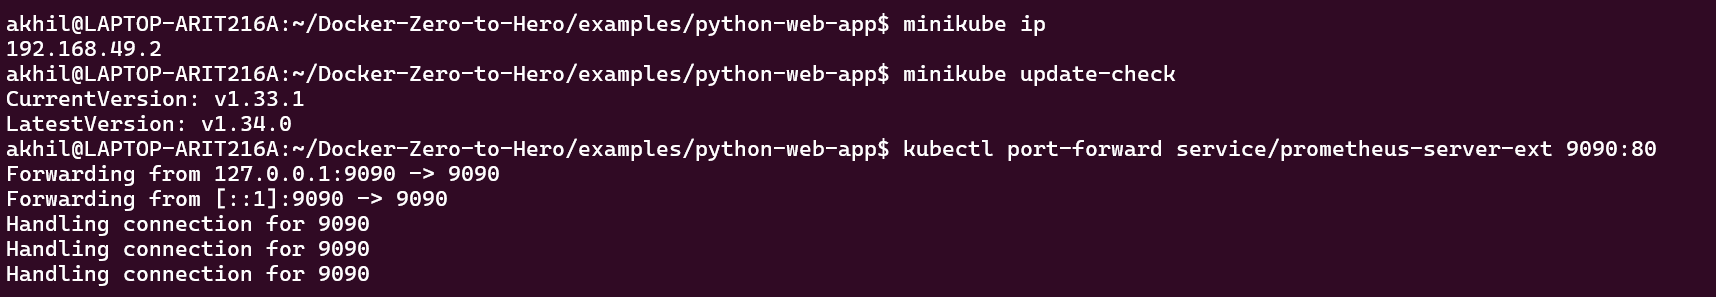 akhil@LAPTOP-ARIT216A:~/Docker-Zero-to-Hero/examples/python-web-app$ minikube ip
192.168.49.2
akhil@LAPTOP-ARIT216A:~/Docker-Zero-to-Hero/examples/python-web-app$ minikube update-check
CurrentVersion: v1.33.1
LatestVersion: v1.34.0
akhil@LAPTOP-ARIT216A:~/Docker-Zero-to-Hero/examples/python-web-app$ kubectl port-forward service/prometheus-server-ext 9090:80
Forwarding from 127.0.0.1:9090 -> 9090
Forwarding from [::1]:9090 -> 9090
Handling connection for 9090
Handling connection for 9090
Handling connection for 9090